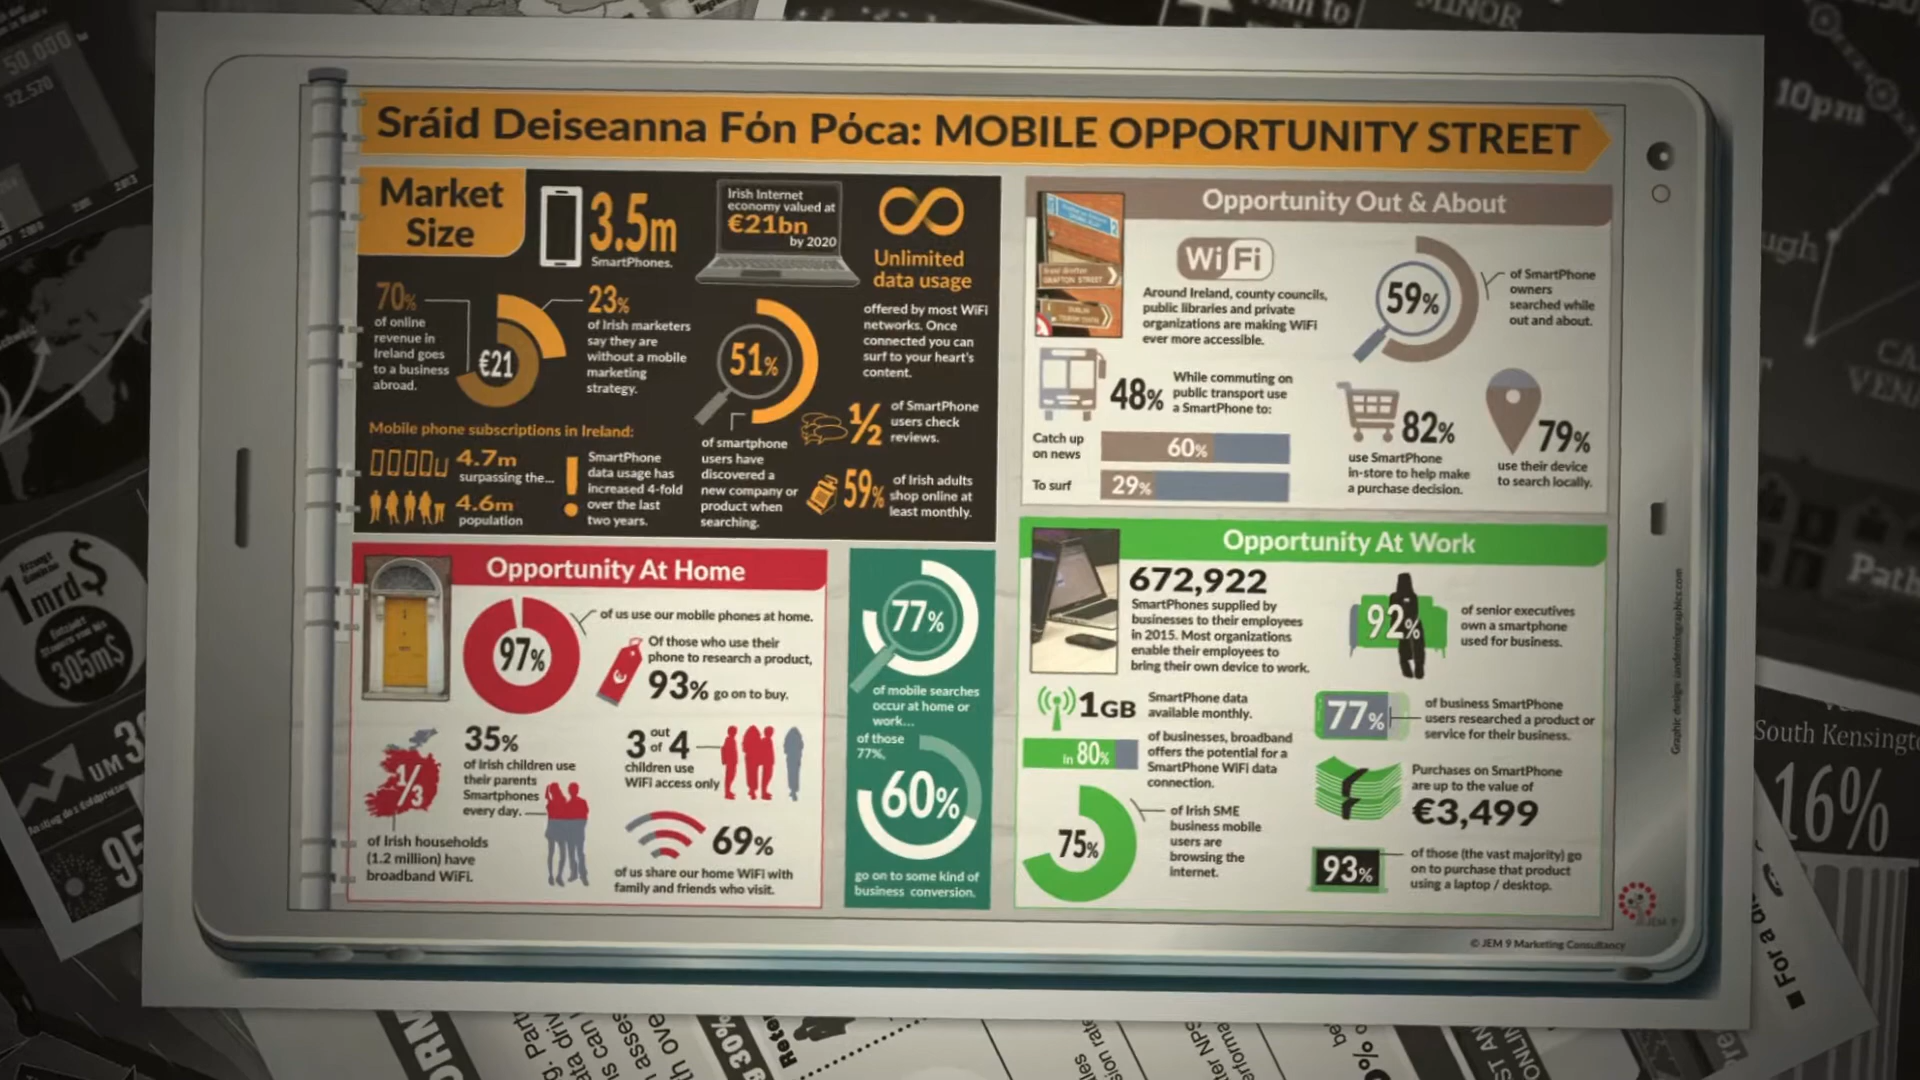 Sráid Deiseanna Fón Póca: MOBILE OPPORTUNITY STREET
Market
Size
3.5m
SmartPhones.
Irish Internet
economy valued at
€21bn
by 2020
Unlimited
data usage
offered by most WiFi
networks. Once
connected you can
surf to your heart's
content.
70%
of online
revenue in
Ireland goes
to a business
abroad.
€21
23%
of Irish marketers
say they are
without a mobile
marketing
strategy.
51%
of smartphone
users have
discovered a
new company or
product when
searching.
½
of SmartPhone
users check
reviews.
59%
of Irish adults
shop online at
least monthly.
Mobile phone subscriptions in Ireland:
4.7m
surpassing the...
4.6m
population
SmartPhone
data usage has
increased 4-fold
over the last
two years.
Opportunity Out & About
GRAFTON STREET
WiFi
Around Ireland, county councils,
public libraries and private
organizations are making WiFi
ever more accessible.
59%
of SmartPhone
owners
searched while
out and about.
48%
While commuting on
public transport use
a SmartPhone to:
Catch up
on news
60%
To surf
29%
82%
use SmartPhone
in-store to help make
a purchase decision.
79%
use their device
to search locally.
Opportunity At Home
97%
of us use our mobile phones at home.
Of those who use their
phone to research a product,
93% go on to buy.
1/3
of Irish households
(1.2 million) have
broadband WiFi.
35%
of Irish children use
their parents
Smartphones
every day.
3 out of 4
children use
WiFi access only
69%
of us share our home WiFi with
family and friends who visit.
77%
of mobile searches
occur at home or
work...
of those
77%,
60%
go on to some kind of
business conversion.
Opportunity At Work
672,922
SmartPhones supplied by
businesses to their employees
in 2015. Most organizations
enable their employees to
bring their own device to work.
92%
of senior executives
own a smartphone
used for business.
1GB
SmartPhone data
available monthly.
in 80%
of businesses, broadband
offers the potential for a
SmartPhone WiFi data
connection.
77%
of business SmartPhone
users researched a product or
service for their business.
75%
of Irish SME
business mobile
users are
browsing the
internet.
Purchases on SmartPhone
are up to the value of
€3,499
93%
of those (the vast majority) go
on to purchase that product
using a laptop / desktop.
© JEM 9 Marketing Consultancy
50.000
32.570
2013
1mrd$
305m$
UM
95
MINOR
10pm
South Kensingt
16%
For a
30%